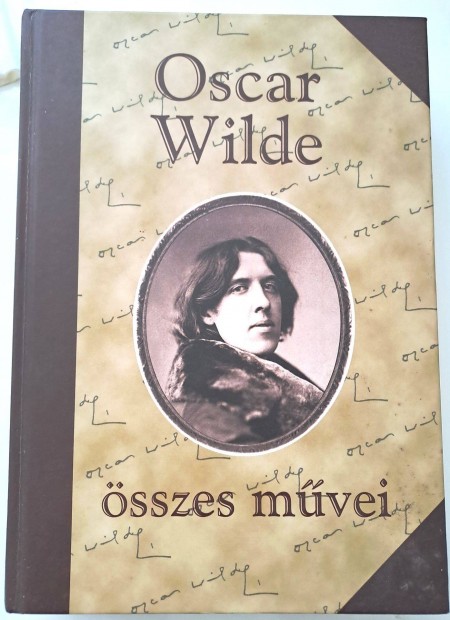 Oscar
Wilde
összes művei